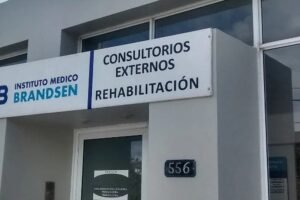 INSTITUTO MEDICO
BRANDSEN
CONSULTORIOS
EXTERNOS
REHABILITACIÓN
556